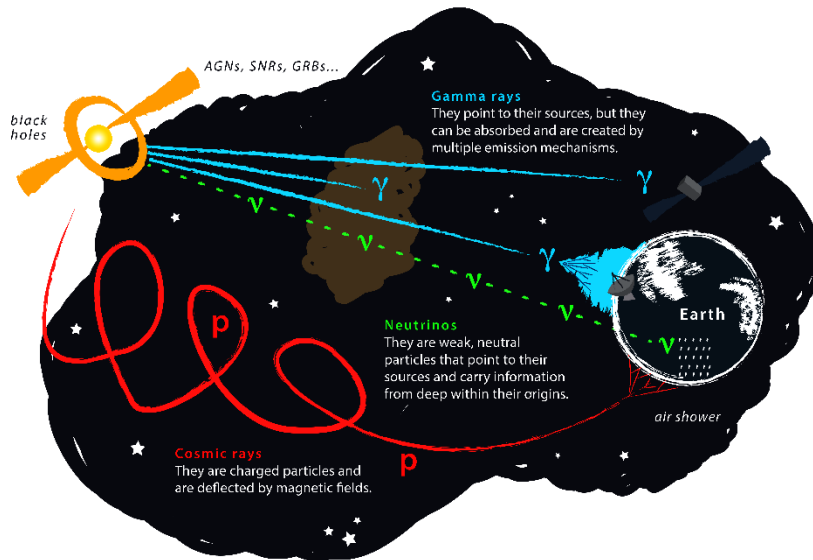 AGNs, SNRs, GRBs...
black
holes
Gamma rays
They point to their sources, but they
can be absorbed and are created by
multiple emission mechanisms.
γ
γ
ν
ν
γ
ν
ν
ν
Earth
p
Neutrinos
They are weak, neutral
particles that point to their
sources and carry information
from deep within their origins.
air shower
Cosmic rays
They are charged particles and
are deflected by magnetic fields.
p